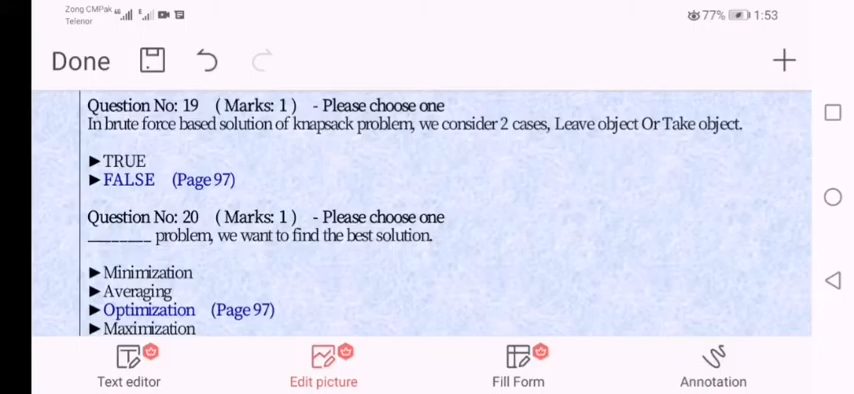 Zong CMPak 4G E 77% 1:53
Telenor
Done
Question No: 19 ( Marks: 1 ) - Please choose one
In brute force based solution of knapsack problem, we consider 2 cases, Leave object Or Take object.
►TRUE
►FALSE (Page 97)
Question No: 20 ( Marks: 1 ) - Please choose one
________ problem, we want to find the best solution.
►Minimization
►Averaging
►Optimization (Page 97)
►Maximization
Text editor Edit picture Fill Form Annotation